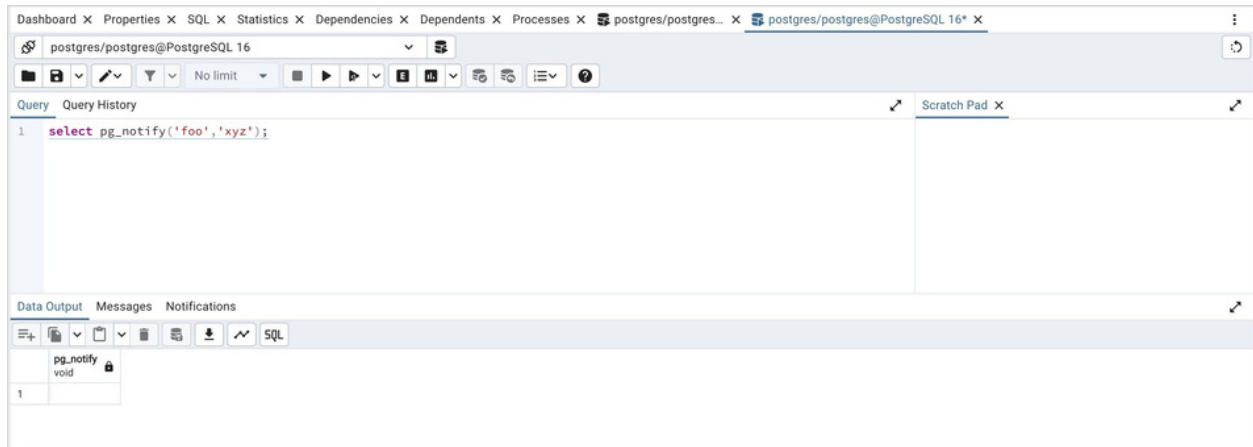 Dashboard X Properties X SQL X Statistics X Dependencies X Dependents X Processes X postgres/postgres... X postgres/postgres@PostgreSQL 16* X
postgres/postgres@PostgreSQL 16
No limit
E
Query Query History
Scratch Pad X
1 select pg_notify('foo','xyz');
Data Output Messages Notifications
SQL
pg_notify
void
1